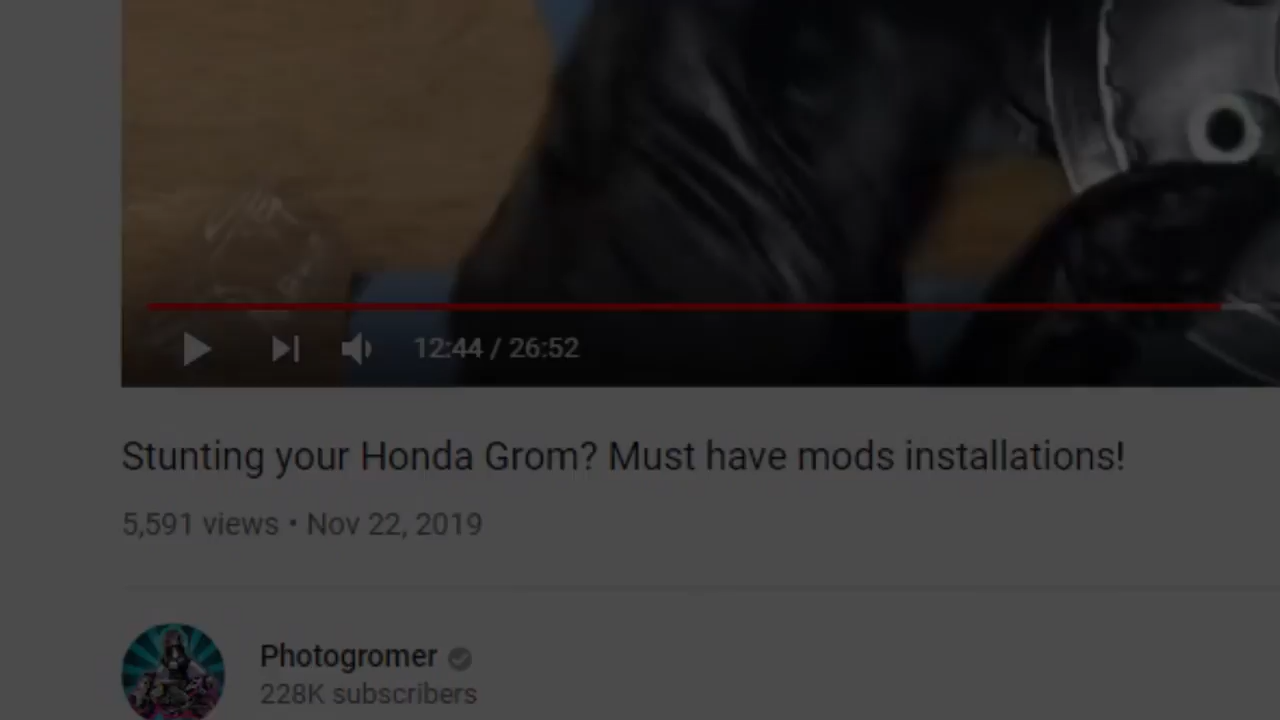 12:44 / 26:52
Stunting your Honda Grom? Must have mods installations!
5,591 views • Nov 22, 2019
Photogromer
228K subscribers